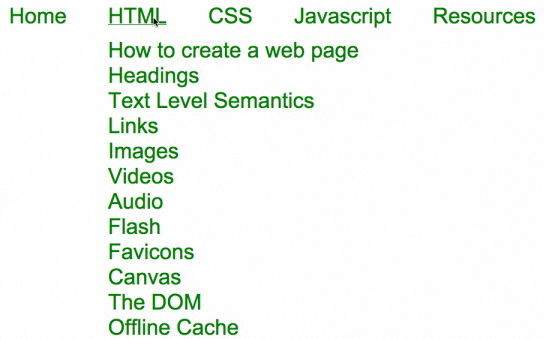 Home HTML CSS Javascript Resources
How to create a web page
Headings
Text Level Semantics
Links
Images
Videos
Audio
Flash
Favicons
Canvas
The DOM
Offline Cache